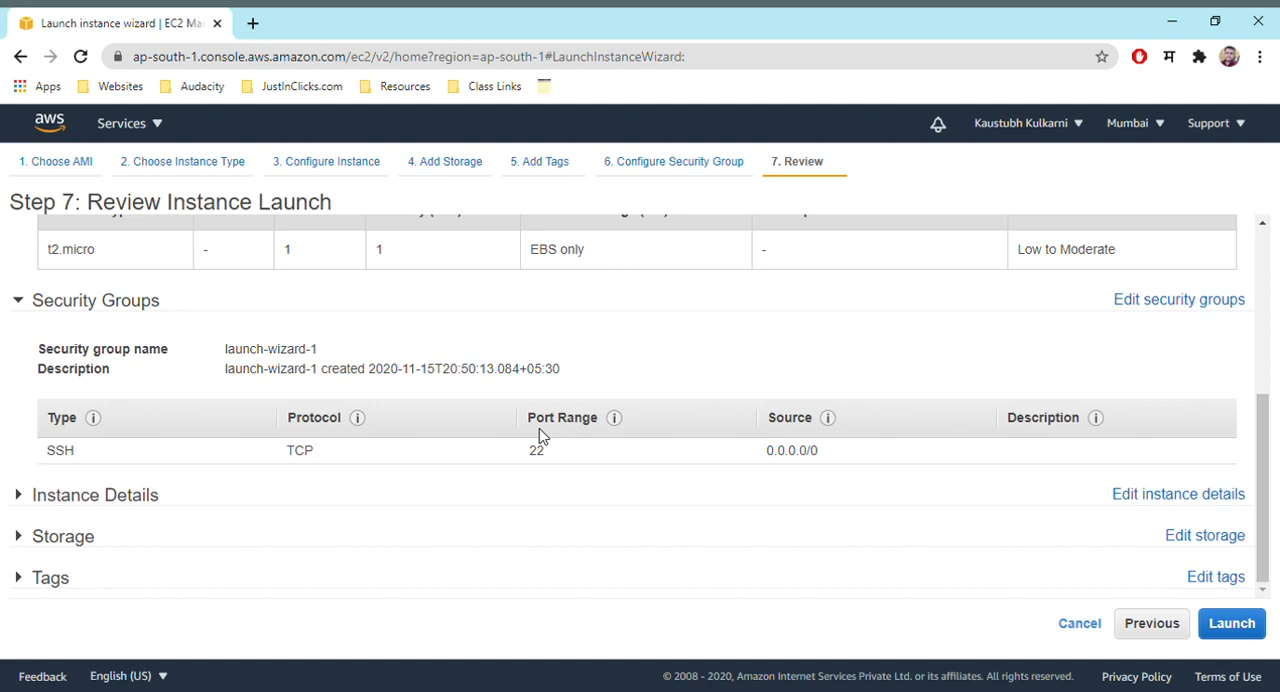 Launch instance wizard | EC2 Ma
ap-south-1.console.aws.amazon.com/ec2/v2/home?region=ap-south-1#LaunchInstanceWizard:
Apps Websites Audacity JustInClicks.com Resources Class Links
aws Services Kaustubh Kulkarni Mumbai Support
1. Choose AMI 2. Choose Instance Type 3. Configure Instance 4. Add Storage 5. Add Tags 6. Configure Security Group 7. Review
Step 7: Review Instance Launch
t2.micro - 1 1 EBS only - Low to Moderate
Security Groups Edit security groups
Security group name launch-wizard-1
Description launch-wizard-1 created 2020-11-15T20:50:13.084+05:30
Type Protocol Port Range Source Description
SSH TCP 22 0.0.0.0/0
Instance Details Edit instance details
Storage Edit storage
Tags Edit tags
Cancel Previous Launch
Feedback English (US) © 2008 - 2020, Amazon Internet Services Private Ltd. or its affiliates. All rights reserved. Privacy Policy Terms of Use